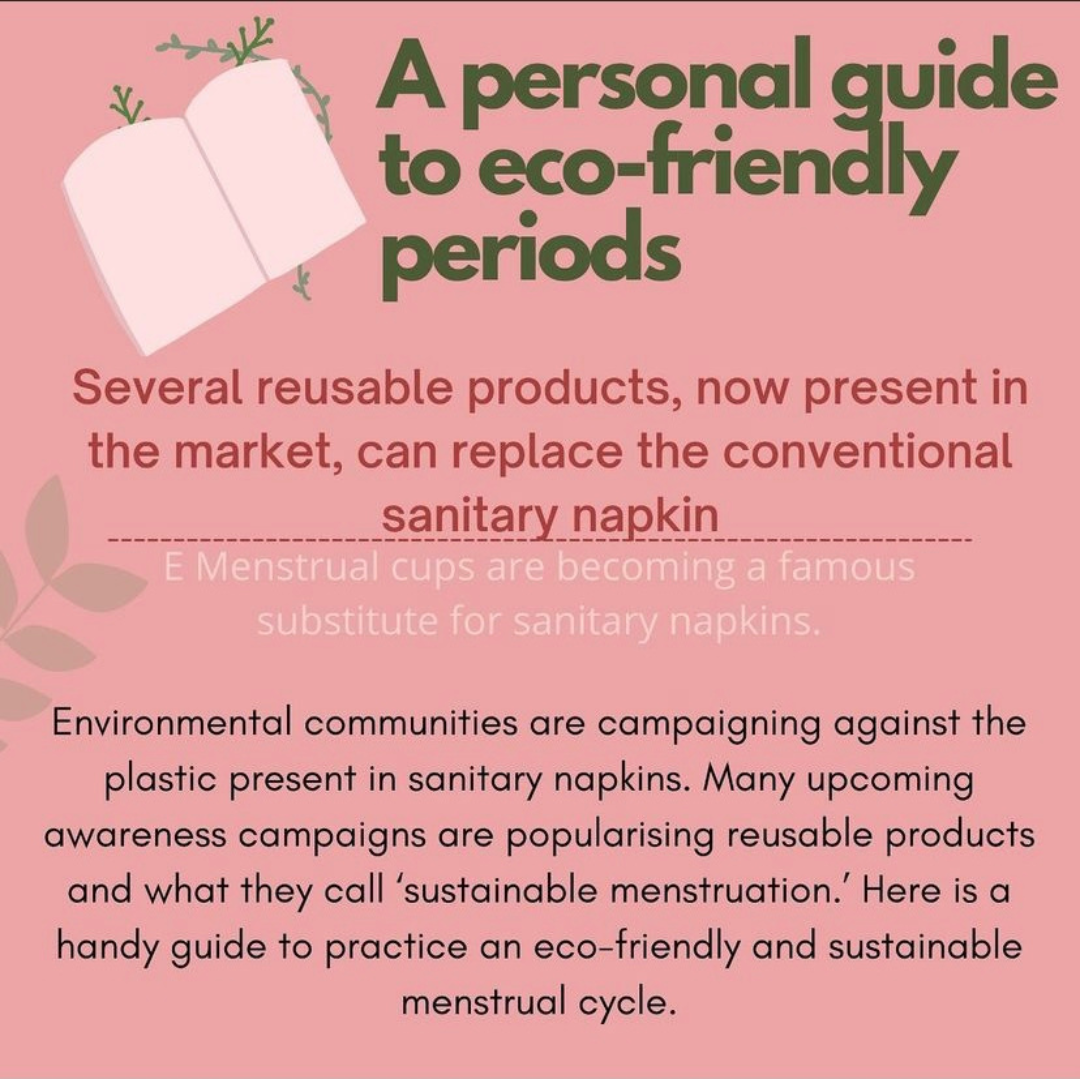 A personal guide
to eco-friendly
periods
Several reusable products, now present in
the market, can replace the conventional
sanitary napkin
E Menstrual cups are becoming a famous
substitute for sanitary napkins.
Environmental communities are campaigning against the
plastic present in sanitary napkins. Many upcoming
awareness campaigns are popularising reusable products
and what they call ‘sustainable menstruation.’ Here is a
handy guide to practice an eco-friendly and sustainable
menstrual cycle.